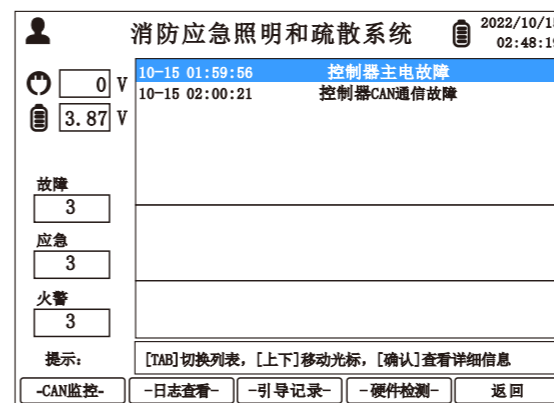 消防应急照明和疏散系统
2022/10/15
02:48:19
0 V
3.87 V
10-15 01:59:56 控制器主电故障
10-15 02:00:21 控制器CAN通信故障
故障
3
应急
3
火警
3
提示: [TAB]切换列表, [上下]移动光标, [确认]查看详细信息
-CAN监控- -日志查看- -引导记录- -硬件检测- 返回